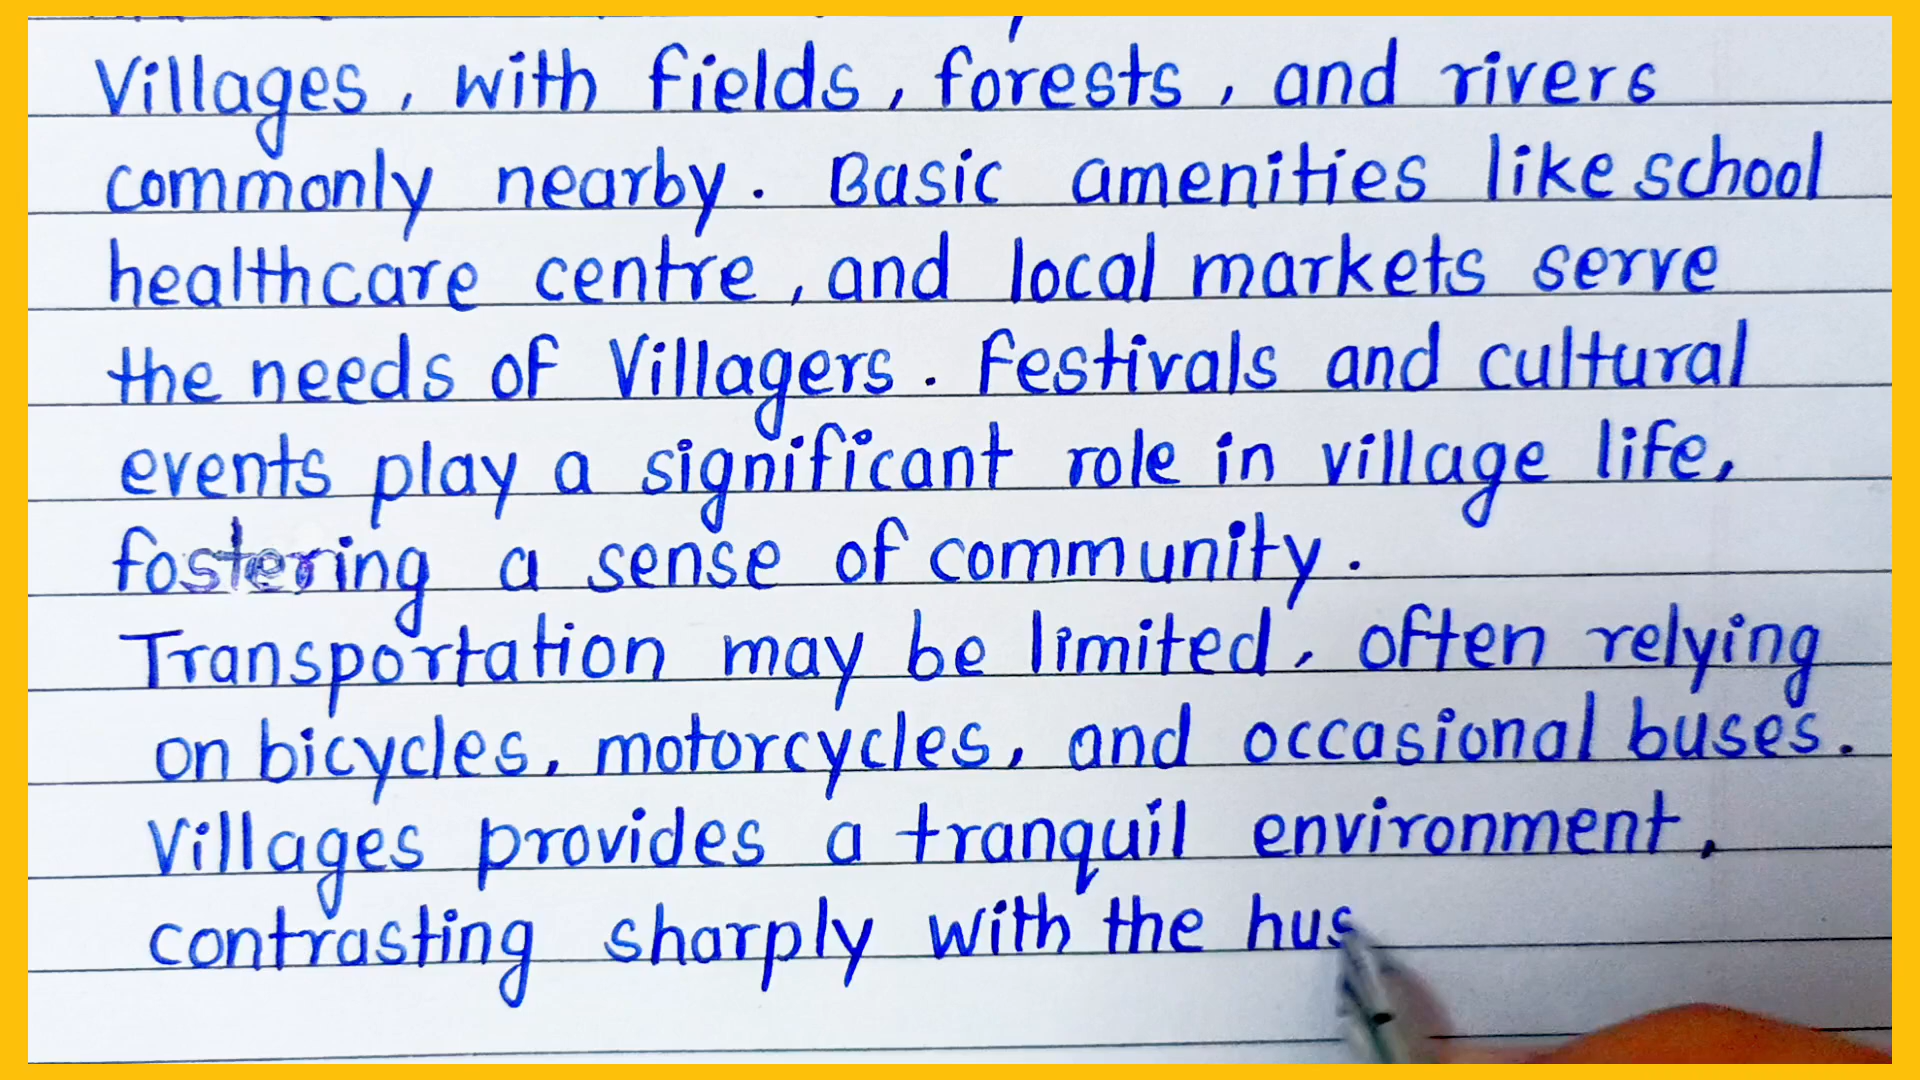 Villages, with fields, forests, and rivers
commonly nearby. Basic amenities like school
healthcare centre, and local markets serve
the needs of Villagers. Festivals and cultural
events play a significant role in village life,
fostering a sense of community.
Transportation may be limited, often relying
on bicycles, motorcycles, and occasional buses.
Villages provides a tranquil environment,
contrasting sharply with the hus